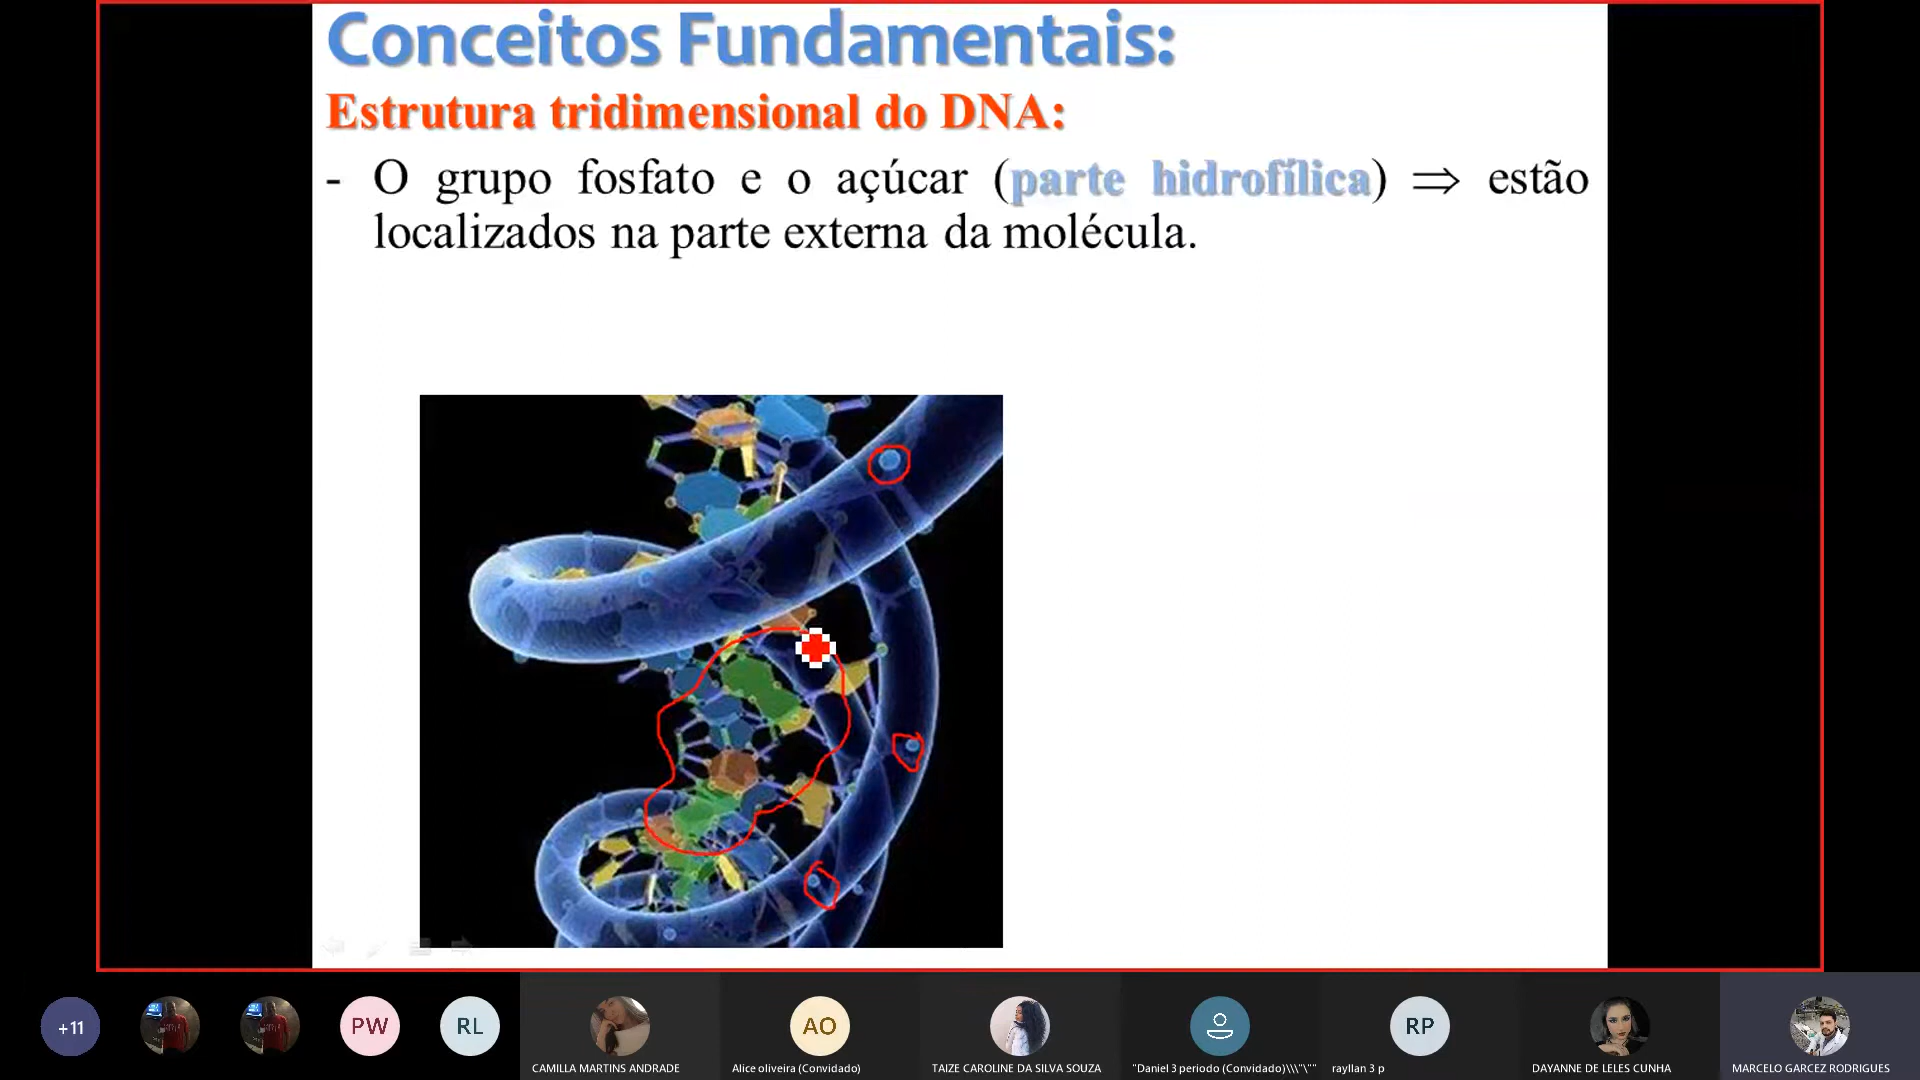 Conceitos Fundamentais:
Estrutura tridimensional do DNA:
- O grupo fosfato e o açúcar (parte hidrofílica) ⇒ estão
localizados na parte externa da molécula.
+11
PW
RL
AO
RP
CAMILLA MARTINS ANDRADE
Alice oliveira (Convidado)
TAIZE CAROLINE DA SILVA SOUZA
"Daniel 3 periodo (Convidado)\\\"\""
rayllan 3 p
DAYANNE DE LELES CUNHA
MARCELO GARCEZ RODRIGUES